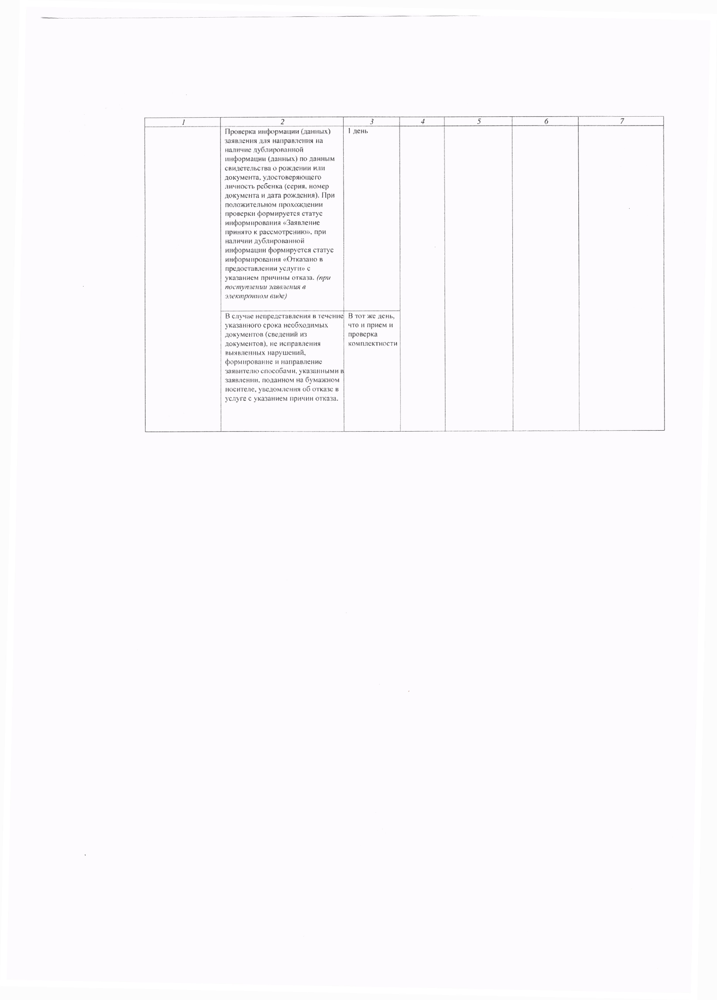 1 2 3 4 5 6 7
Проверка информации (данных)
заявления для направления на
наличие дублированной
информации (данных) по данным
свидетельства о рождении или
документа, удостоверяющего
личность ребенка (серия, номер
документа и дата рождения). При
положительном прохождении
проверки формируется статус
информирования «Заявление
принято к рассмотрению», при
наличии дублированной
информации формируется статус
информирования «Отказано в
предоставлении услуги» с
указанием причины отказа. (при
поступлении заявления в
электронном виде)
1 день
В случае непредставления в течение
указанного срока необходимых
документов (сведений из
документов), не исправления
выявленных нарушений,
формирование и направление
заявителю способами, указанными в
заявлении, поданном на бумажном
носителе, уведомления об отказе в
услуге с указанием причин отказа.
В тот же день,
что и прием и
проверка
комплектности